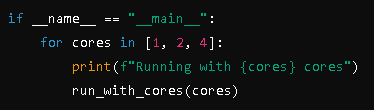 if __name__ == "__main__":
    for cores in [1, 2, 4]:
        print(f"Running with {cores} cores")
        run_with_cores(cores)